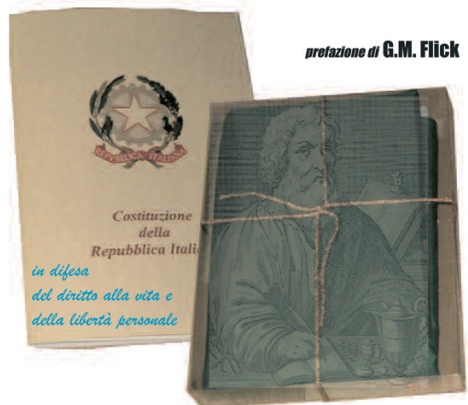 prefazione di G.M. Flick
REPUBBLICA ITALIANA
Costituzione
della
Repubblica Itali
in difesa
del diritto alla vita e
della libertà personale